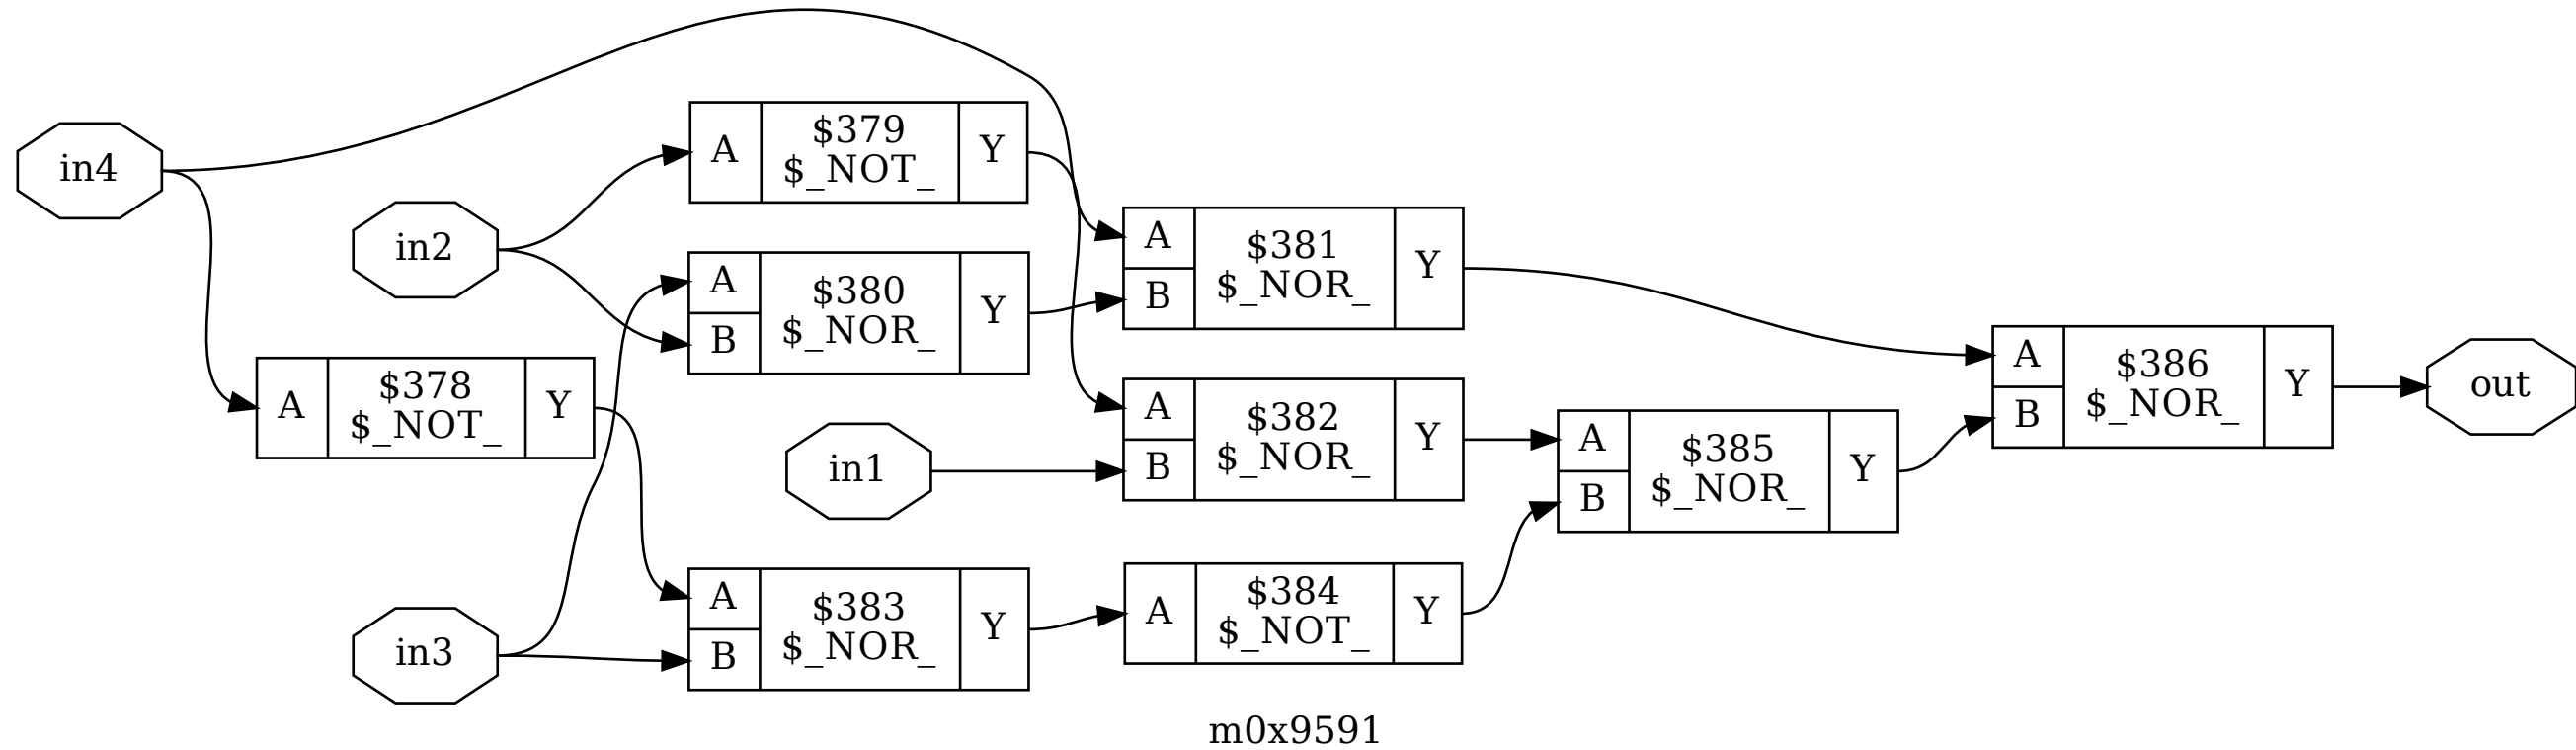 in4
in2
in3
in1
A
$378
$_NOT_
Y
A
$379
$_NOT_
Y
A
B
$380
$_NOR_
Y
A
B
$383
$_NOR_
Y
A
B
$381
$_NOR_
Y
A
B
$382
$_NOR_
Y
A
$384
$_NOT_
Y
A
B
$385
$_NOR_
Y
A
B
$386
$_NOR_
Y
out
m0x9591